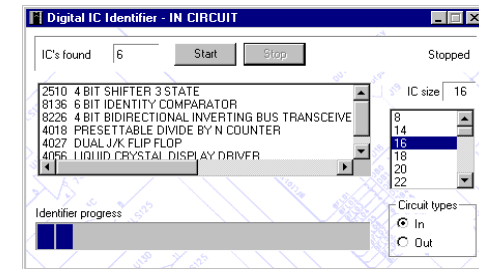 Digital IC Identifier - IN CIRCUIT
IC's found 6 Start Stop Stopped
2510 4 BIT SHIFTER 3 STATE
8136 6 BIT IDENTITY COMPARATOR
8226 4 BIT BIDIRECTIONAL INVERTING BUS TRANSCEIVE
4018 PRESETTABLE DIVIDE BY N COUNTER
4027 DUAL J/K FLIP FLOP
4056 LIQUID CRYSTAL DISPLAY DRIVER
IC size 16
8
14
16
18
20
22
Identifier progress
Circuit types
In
Out